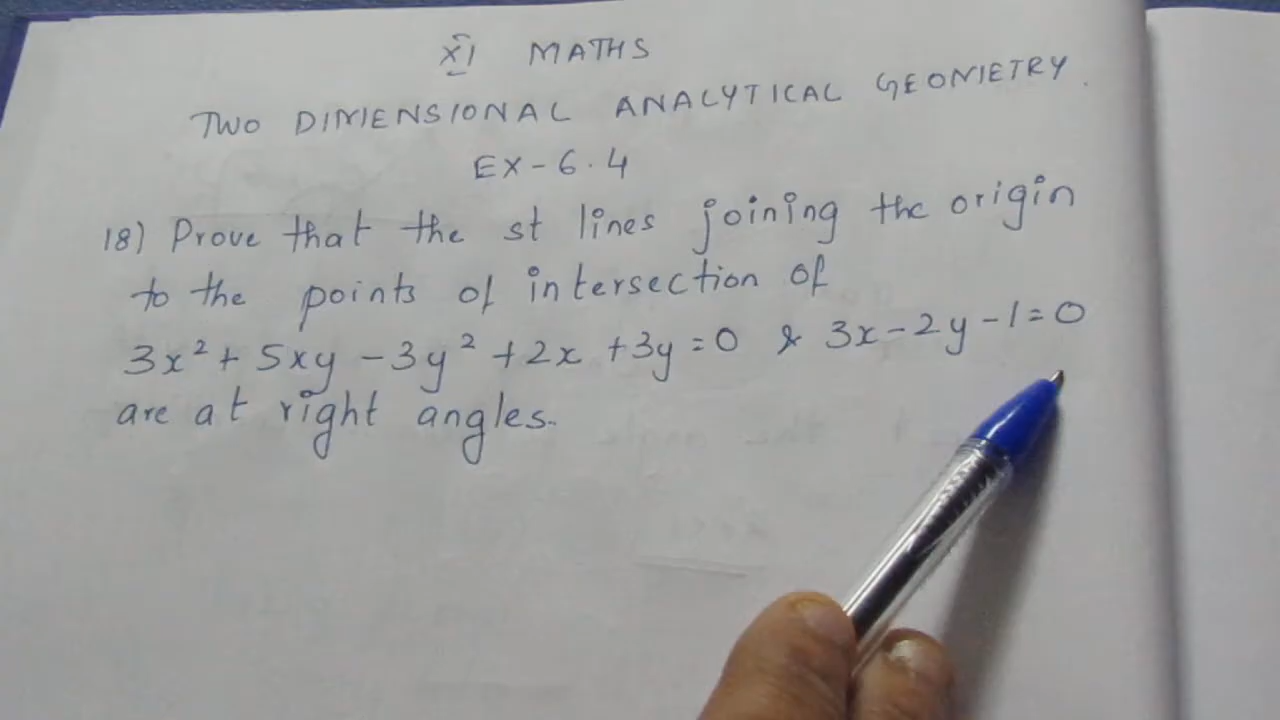 XI MATHS
TWO DIMENSIONAL ANALYTICAL GEOMETRY.
EX-6.4
18) Prove that the st lines joining the origin
to the points of intersection of
3x² + 5xy - 3y² + 2x + 3y = 0 & 3x - 2y - 1 = 0
are at right angles.